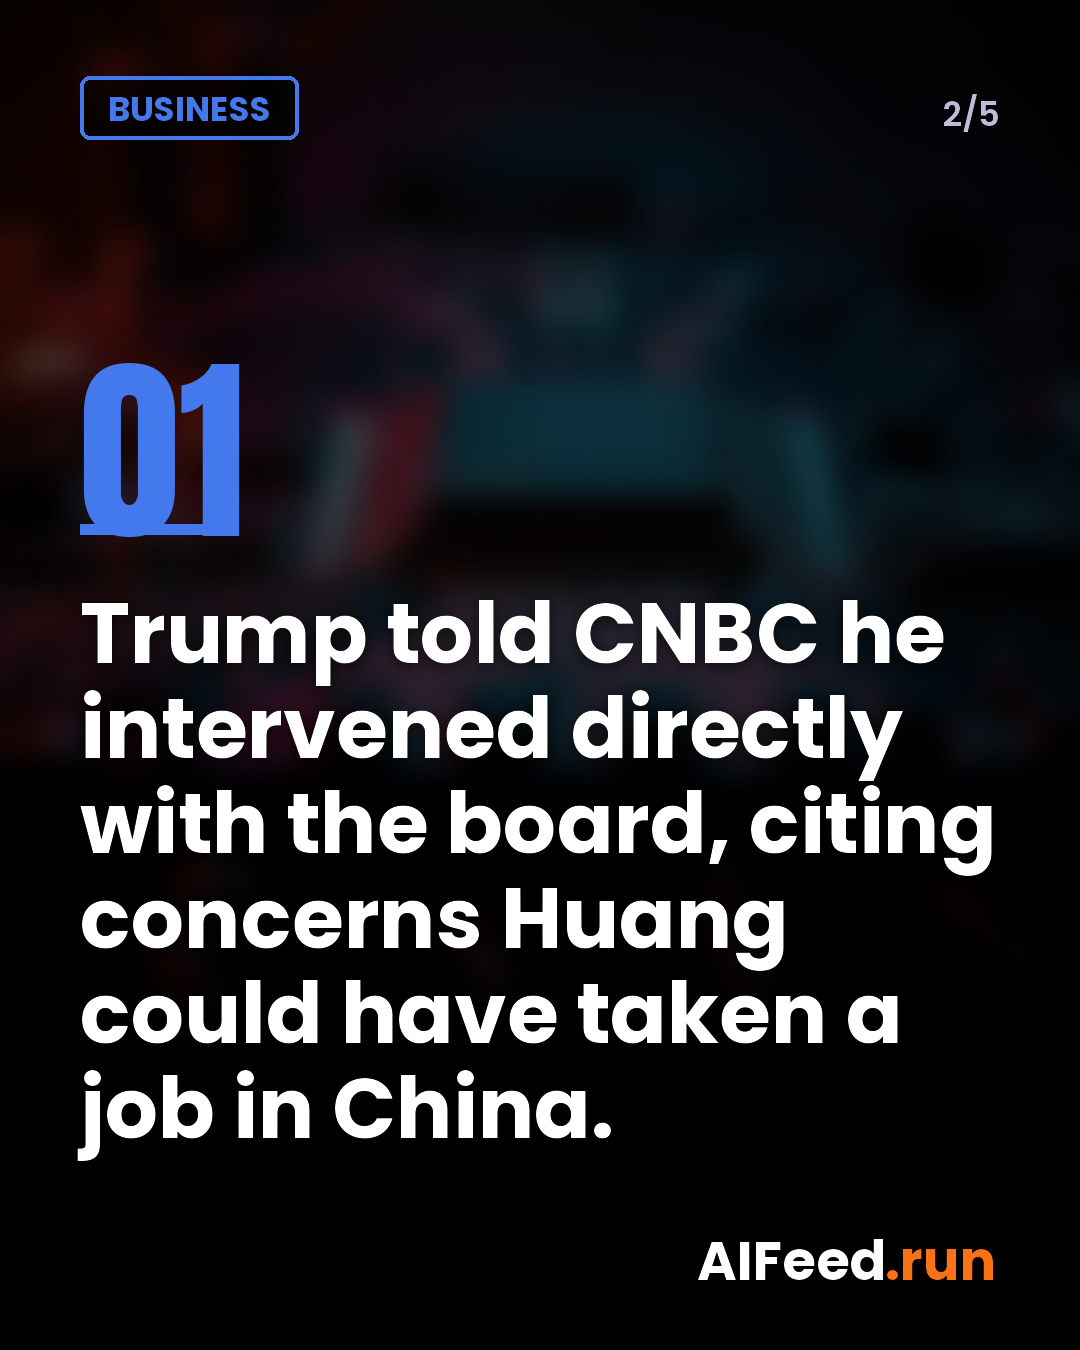 BUSINESS
2/5
01
Trump told CNBC he
intervened directly
with the board, citing
concerns Huang
could have taken a
job in China.
AIFeed.run